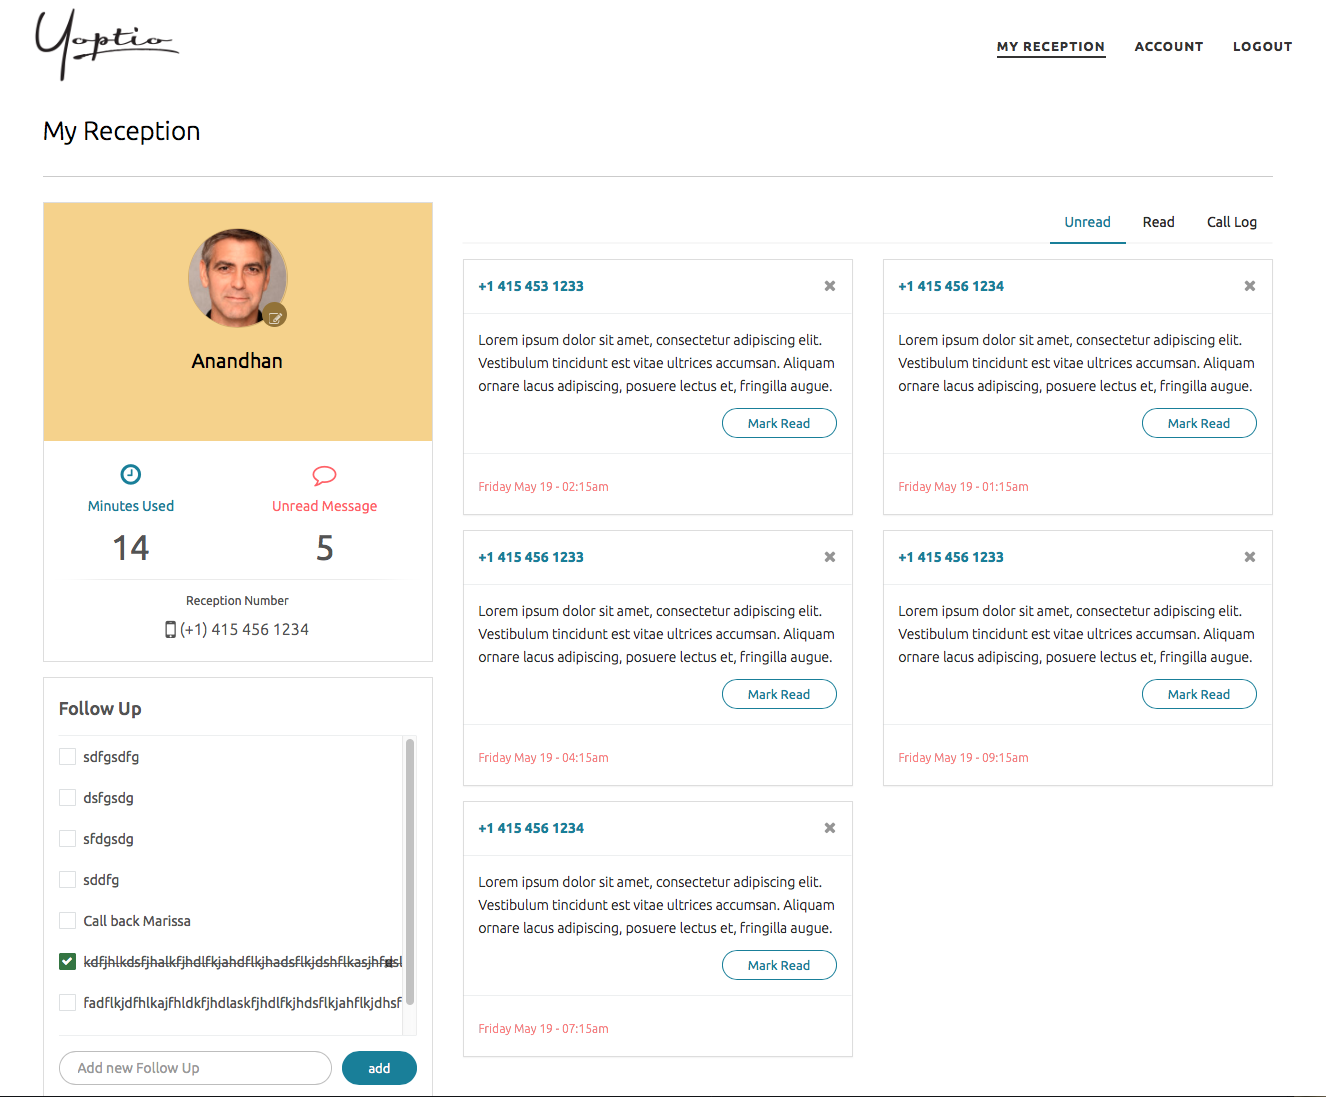 Yoptio
MY RECEPTION
ACCOUNT
LOGOUT
My Reception
Anandhan
Minutes Used
14
Unread Message
5
Reception Number
(+1) 415 456 1234
Follow Up
sdfgsdfg
dsfgsdg
sfdgsdg
sddfg
Call back Marissa
fadflkjdfhlkajfhldkfjhdlaskfjhdlfkjhdsflkjahflkjdhsf
Add new Follow Up
add
Unread
Read
Call Log
+1 415 453 1233
Lorem ipsum dolor sit amet, consectetur adipiscing elit.
Vestibulum tincidunt est vitae ultrices accumsan. Aliquam
ornare lacus adipiscing, posuere lectus et, fringilla augue.
Mark Read
Friday May 19 - 02:15am
+1 415 456 1234
Lorem ipsum dolor sit amet, consectetur adipiscing elit.
Vestibulum tincidunt est vitae ultrices accumsan. Aliquam
ornare lacus adipiscing, posuere lectus et, fringilla augue.
Mark Read
Friday May 19 - 01:15am
+1 415 456 1233
Lorem ipsum dolor sit amet, consectetur adipiscing elit.
Vestibulum tincidunt est vitae ultrices accumsan. Aliquam
ornare lacus adipiscing, posuere lectus et, fringilla augue.
Mark Read
Friday May 19 - 04:15am
+1 415 456 1233
Lorem ipsum dolor sit amet, consectetur adipiscing elit.
Vestibulum tincidunt est vitae ultrices accumsan. Aliquam
ornare lacus adipiscing, posuere lectus et, fringilla augue.
Mark Read
Friday May 19 - 09:15am
+1 415 456 1234
Lorem ipsum dolor sit amet, consectetur adipiscing elit.
Vestibulum tincidunt est vitae ultrices accumsan. Aliquam
ornare lacus adipiscing, posuere lectus et, fringilla augue.
Mark Read
Friday May 19 - 07:15am